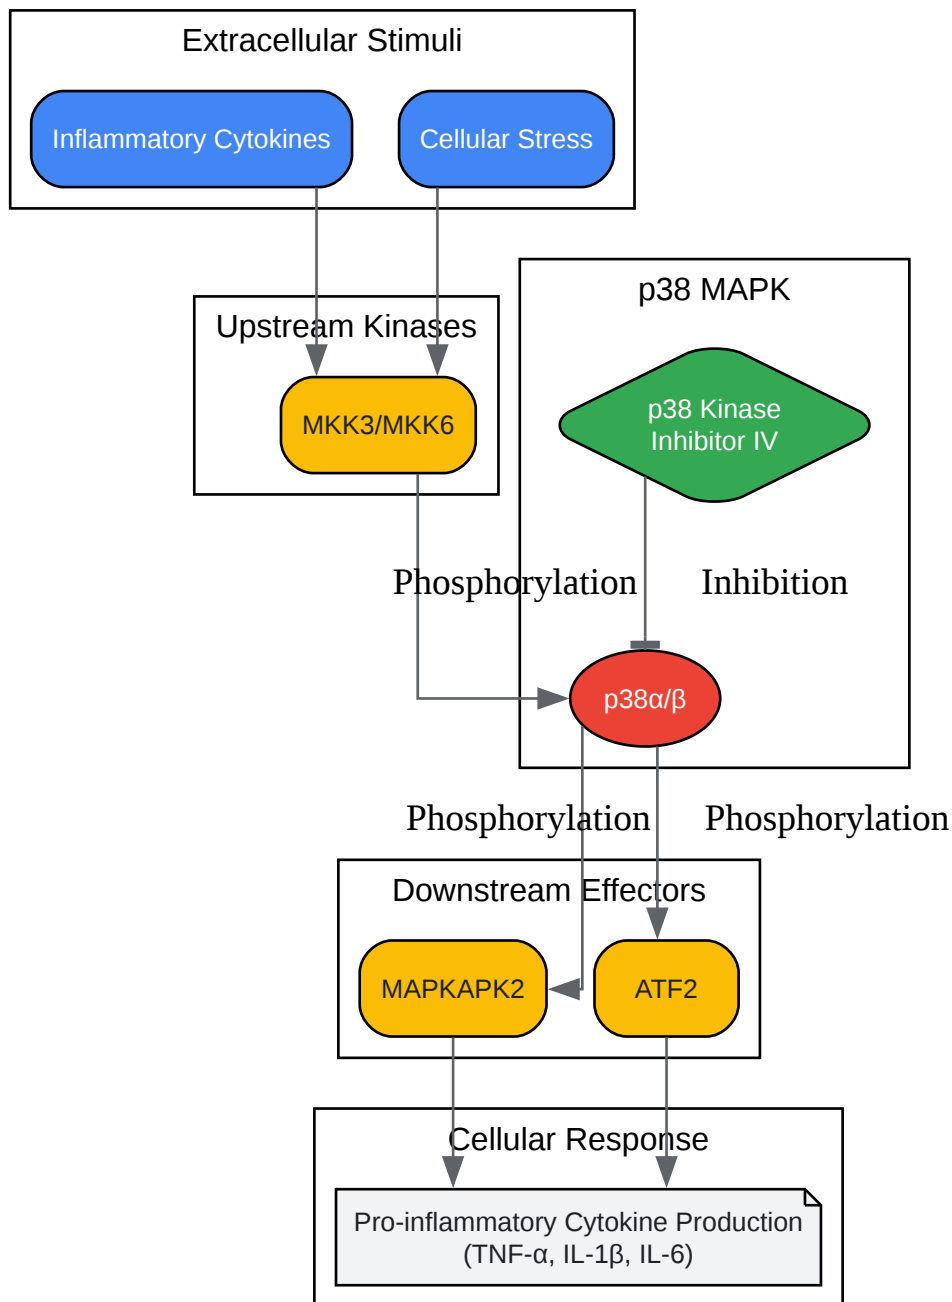 Extracellular Stimuli
Inflammatory Cytokines
Cellular Stress
p38 MAPK
Upstream Kinases
MKK3/MKK6
p38 Kinase
Inhibitor IV
Phosphorylation
Inhibition
p38α/β
Phosphorylation
Phosphorylation
Downstream Effectors
MAPKAPK2
ATF2
Cellular Response
Pro-inflammatory Cytokine Production
(TNF-α, IL-1β, IL-6)